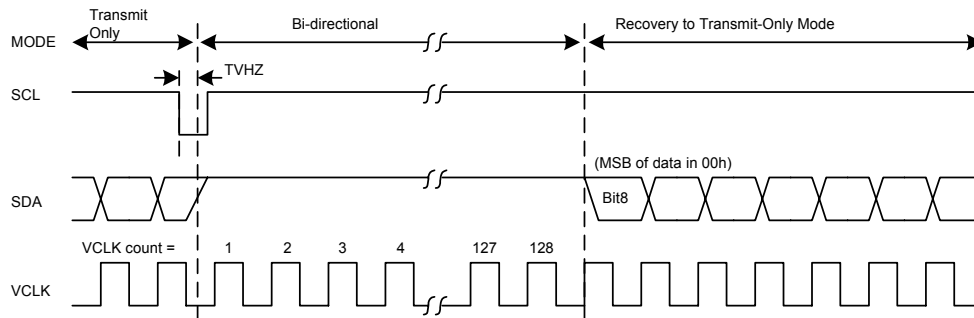 Transmit
Only
Bi-directional
Recovery to Transmit-Only Mode
MODE
TVHZ
SCL
(MSB of data in 00h)
SDA
Bit8
VCLK count =
1
2
3
4
127
128
VCLK